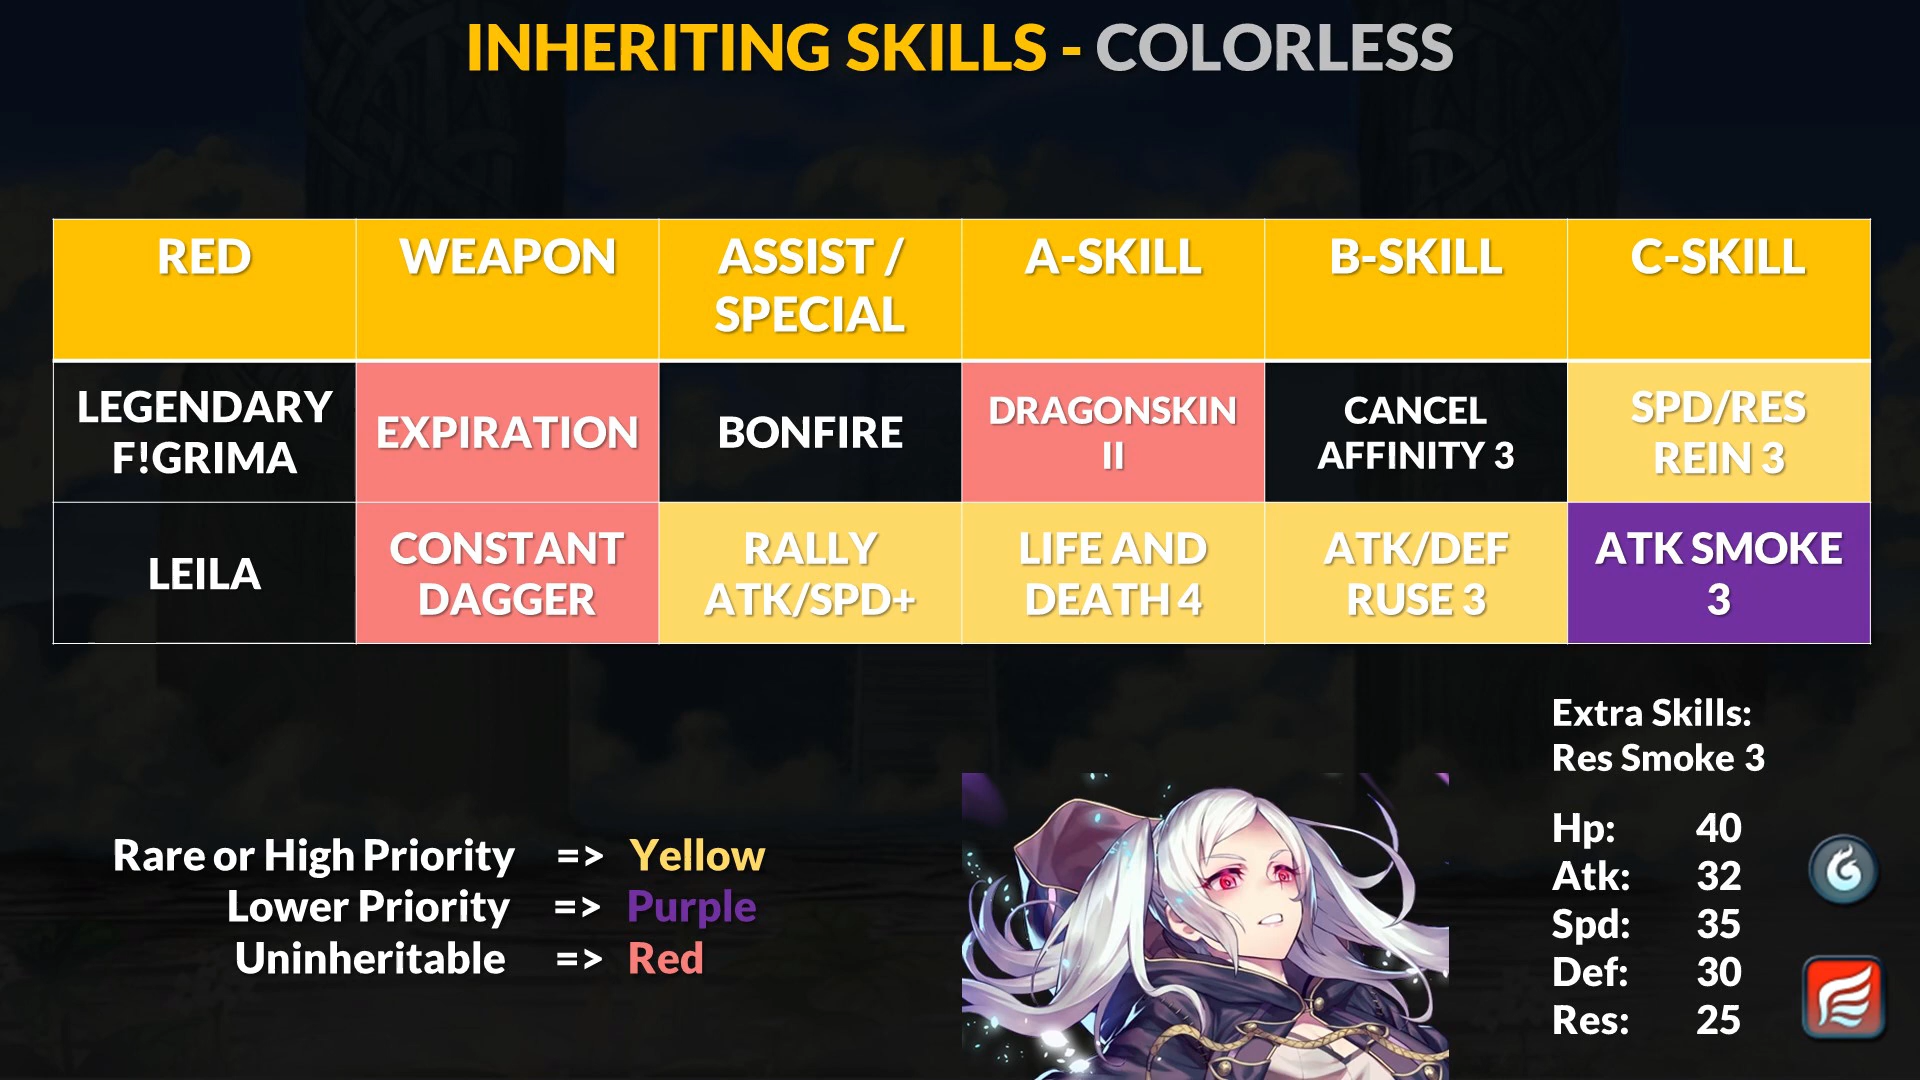 INHERITING SKILLS - COLORLESS
RED
WEAPON
ASSIST /
SPECIAL
A-SKILL
B-SKILL
C-SKILL
LEGENDARY
F!GRIMA
EXPIRATION
BONFIRE
DRAGONSKIN
II
CANCEL
AFFINITY 3
SPD/RES
REIN 3
LEILA
CONSTANT
DAGGER
RALLY
ATK/SPD+
LIFE AND
DEATH 4
ATK/DEF
RUSE 3
ATK SMOKE
3
Rare or High Priority => Yellow
Lower Priority => Purple
Uninheritable => Red
Extra Skills:
Res Smoke 3
Hp: 40
Atk: 32
Spd: 35
Def: 30
Res: 25